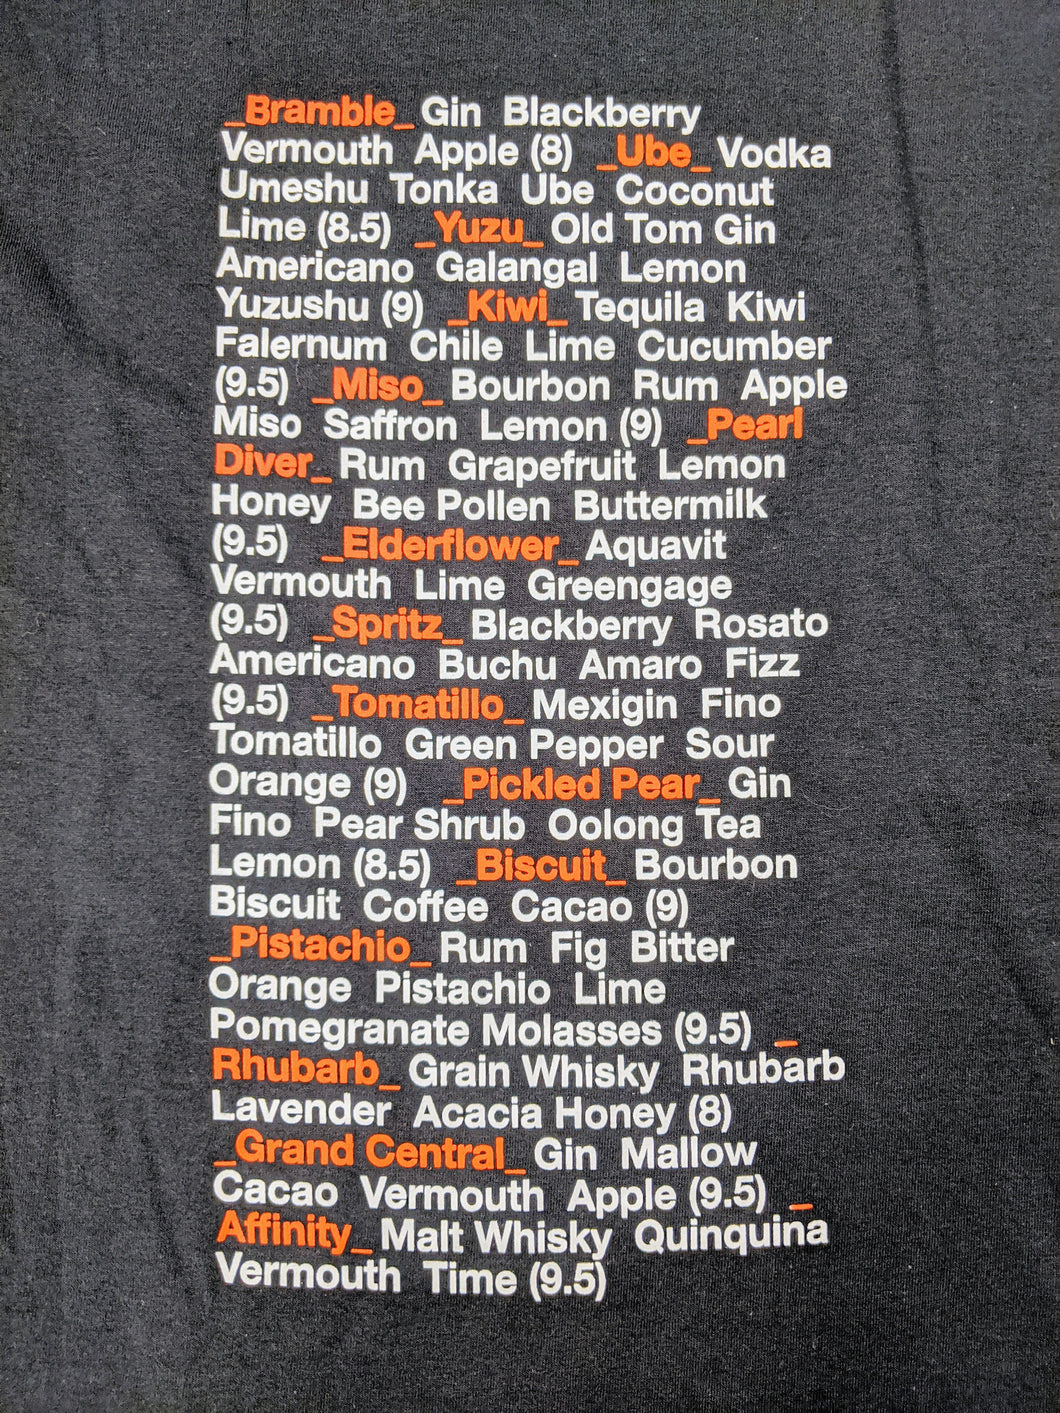 _Bramble_ Gin Blackberry
Vermouth Apple (8) _Ube_ Vodka
Umeshu Tonka Ube Coconut
Lime (8.5) _Yuzu_ Old Tom Gin
Americano Galangal Lemon
Yuzushu (9) _Kiwi_ Tequila Kiwi
Falernum Chile Lime Cucumber
(9.5) _Miso_ Bourbon Rum Apple
Miso Saffron Lemon (9) _Pearl
Diver_ Rum Grapefruit Lemon
Honey Bee Pollen Buttermilk
(9.5) _Elderflower_ Aquavit
Vermouth Lime Greengage
(9.5) _Spritz_ Blackberry Rosato
Americano Buchu Amaro Fizz
(9.5) _Tomatillo_ Mexigin Fino
Tomatillo Green Pepper Sour
Orange (9) _Pickled Pear_ Gin
Fino Pear Shrub Oolong Tea
Lemon (8.5) _Biscuit_ Bourbon
Biscuit Coffee Cacao (9)
_Pistachio_ Rum Fig Bitter
Orange Pistachio Lime
Pomegranate Molasses (9.5) _
Rhubarb_ Grain Whisky Rhubarb
Lavender Acacia Honey (8)
_Grand Central_ Gin Mallow
Cacao Vermouth Apple (9.5) _
Affinity_ Malt Whisky Quinquina
Vermouth Time (9.5)